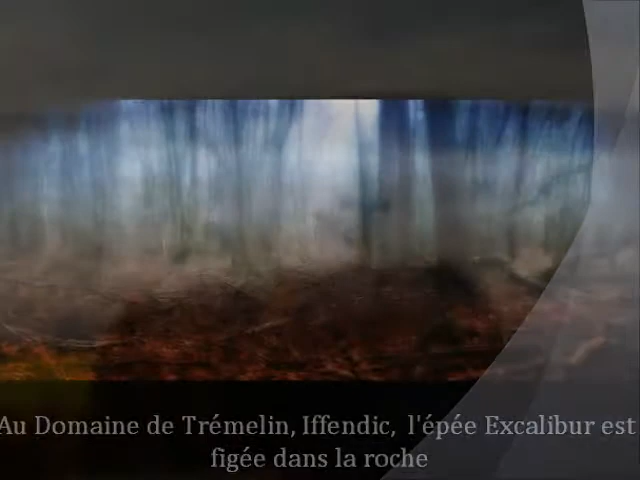 Au Domaine de Trémelin, Iffendic, l'épée Excalibur est
figée dans la roche